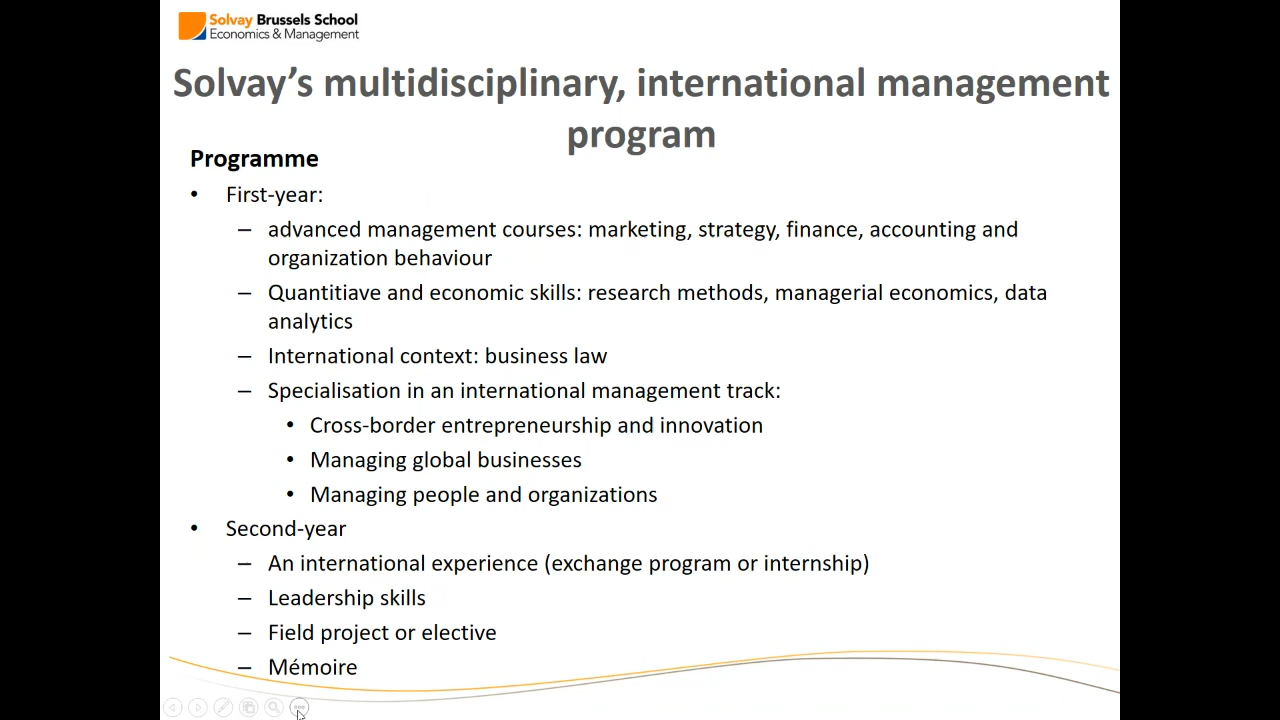 Solvay Brussels School
Economics & Management
Solvay’s multidisciplinary, international management
program
Programme
• First-year:
– advanced management courses: marketing, strategy, finance, accounting and
organization behaviour
– Quantitiave and economic skills: research methods, managerial economics, data
analytics
– International context: business law
– Specialisation in an international management track:
• Cross-border entrepreneurship and innovation
• Managing global businesses
• Managing people and organizations
• Second-year
– An international experience (exchange program or internship)
– Leadership skills
– Field project or elective
– Mémoire